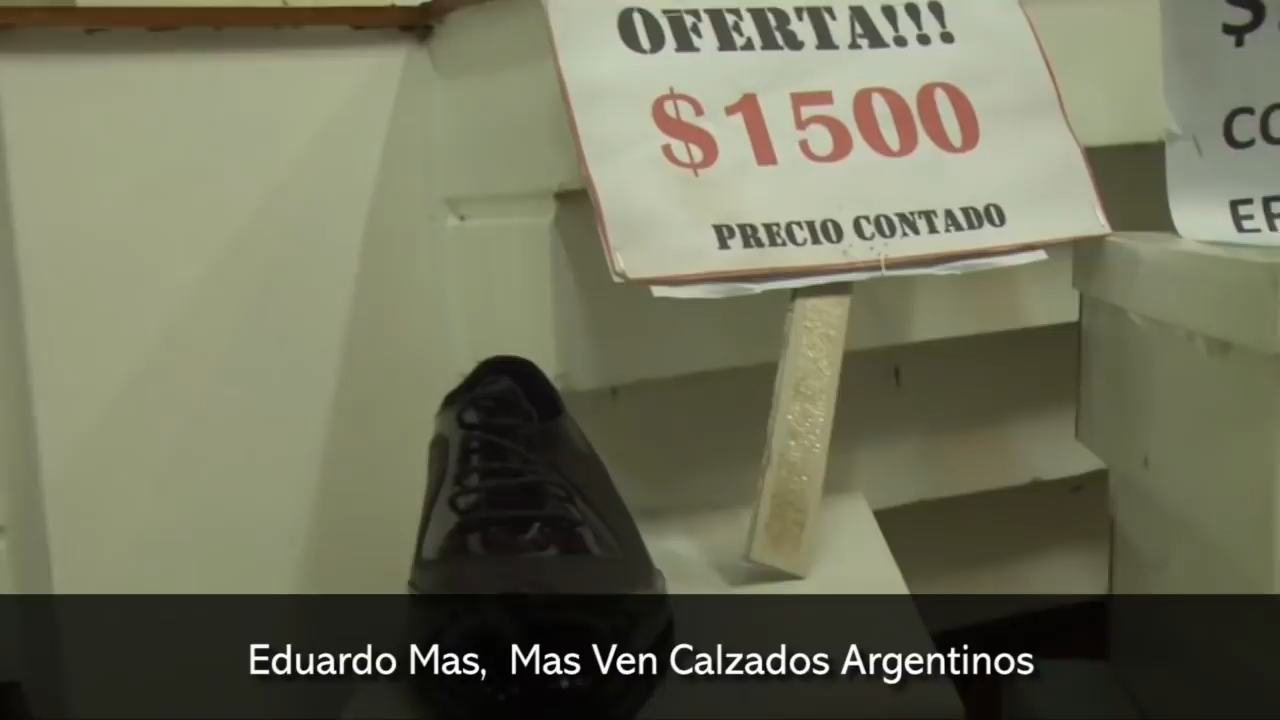 OFERTA!!!
$1500
PRECIO CONTADO
$
Eduardo Mas,  Mas Ven Calzados Argentinos